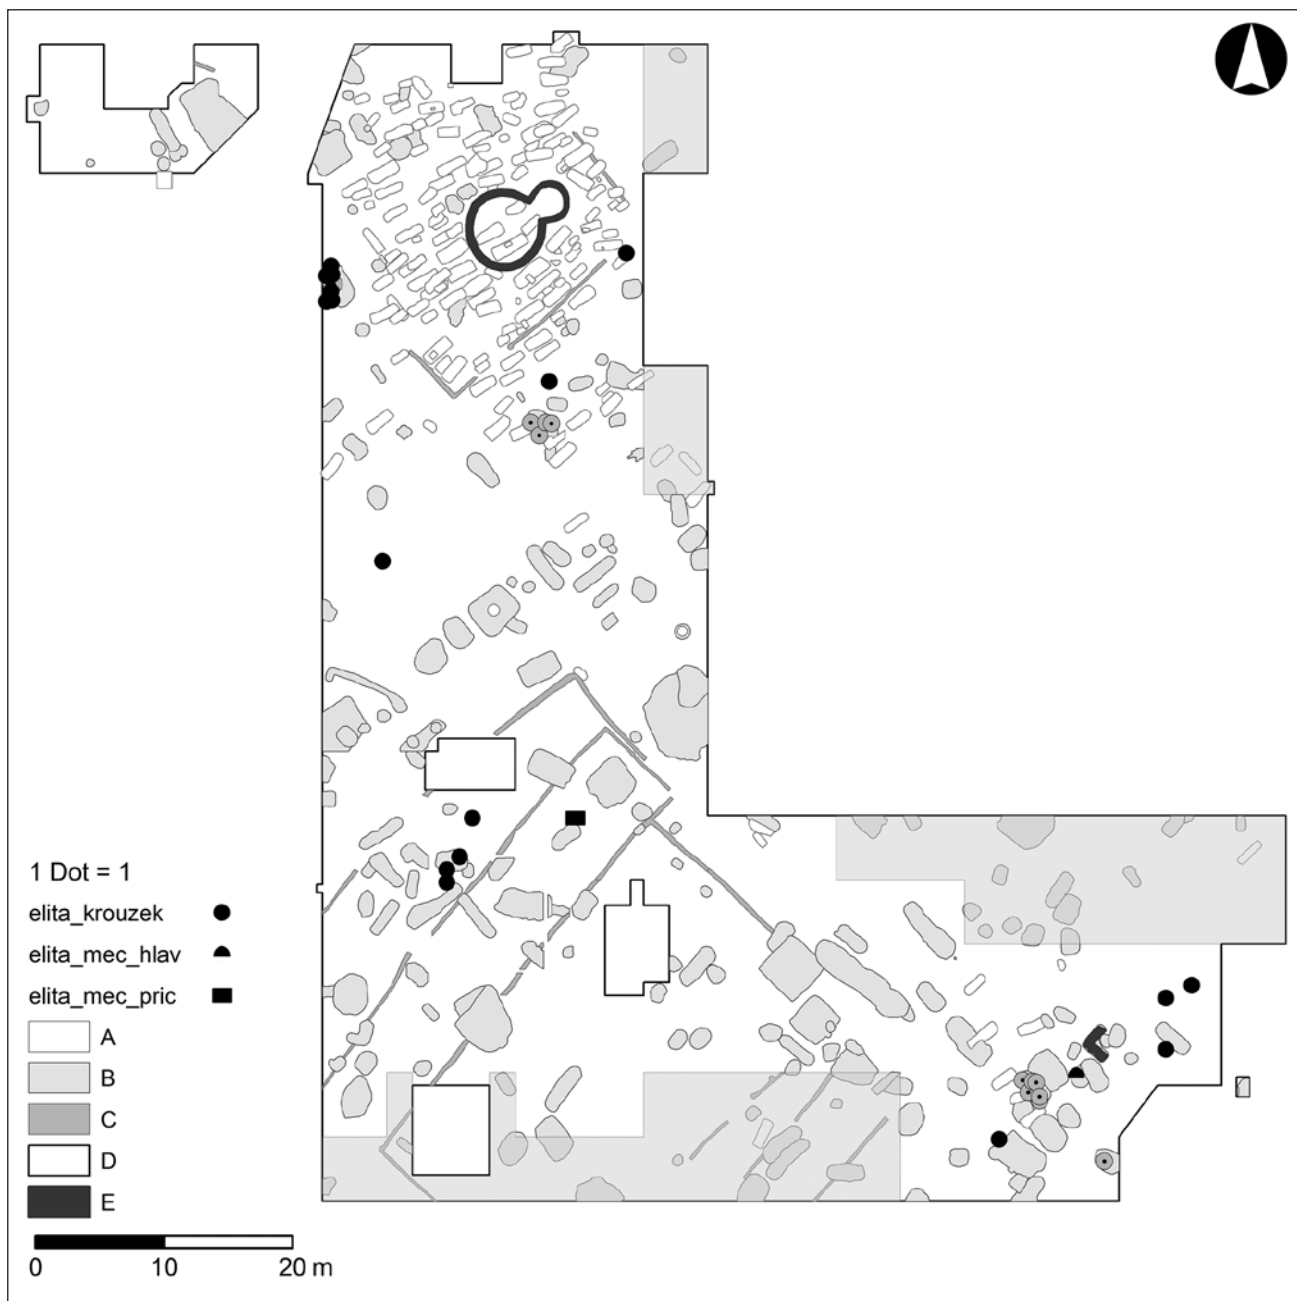 1 Dot = 1
elita_krouzek
elita_mec_hlav
elita_mec_pric
A
B
C
D
E
0 10 20 m